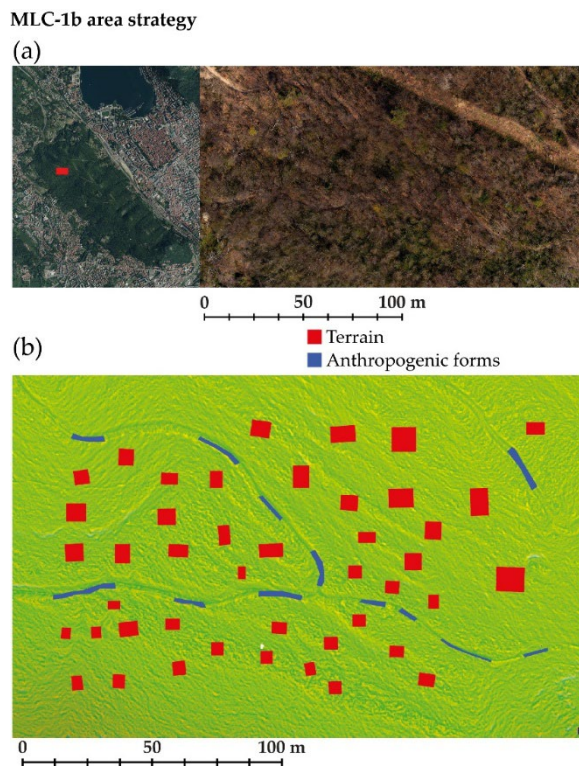 MLC-1b area strategy
(a)
0 50 100 m
Terrain
(b)
Anthropogenic forms
0 50 100 m